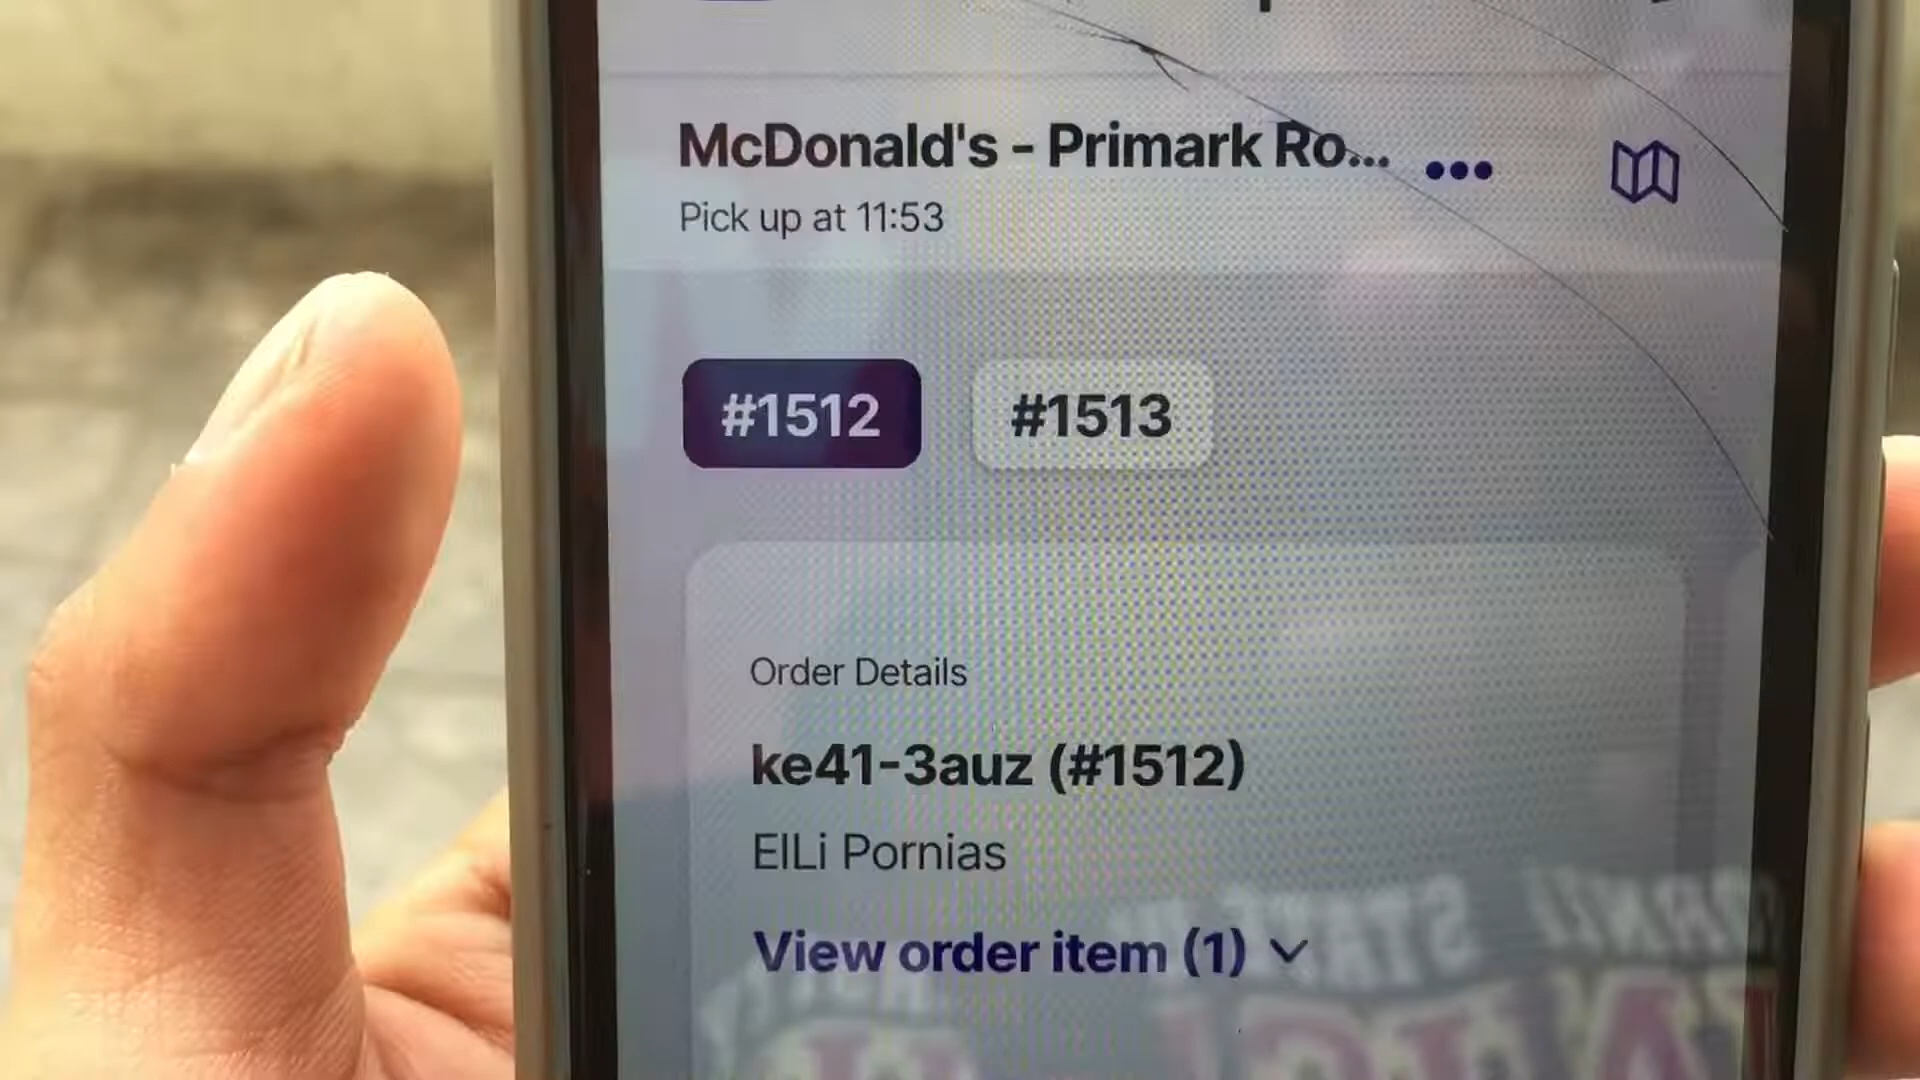 McDonald's - Primark Ro...
Pick up at 11:53
#1512
#1513
Order Details
ke41-3auz (#1512)
ElLi Pornias
View order item (1)